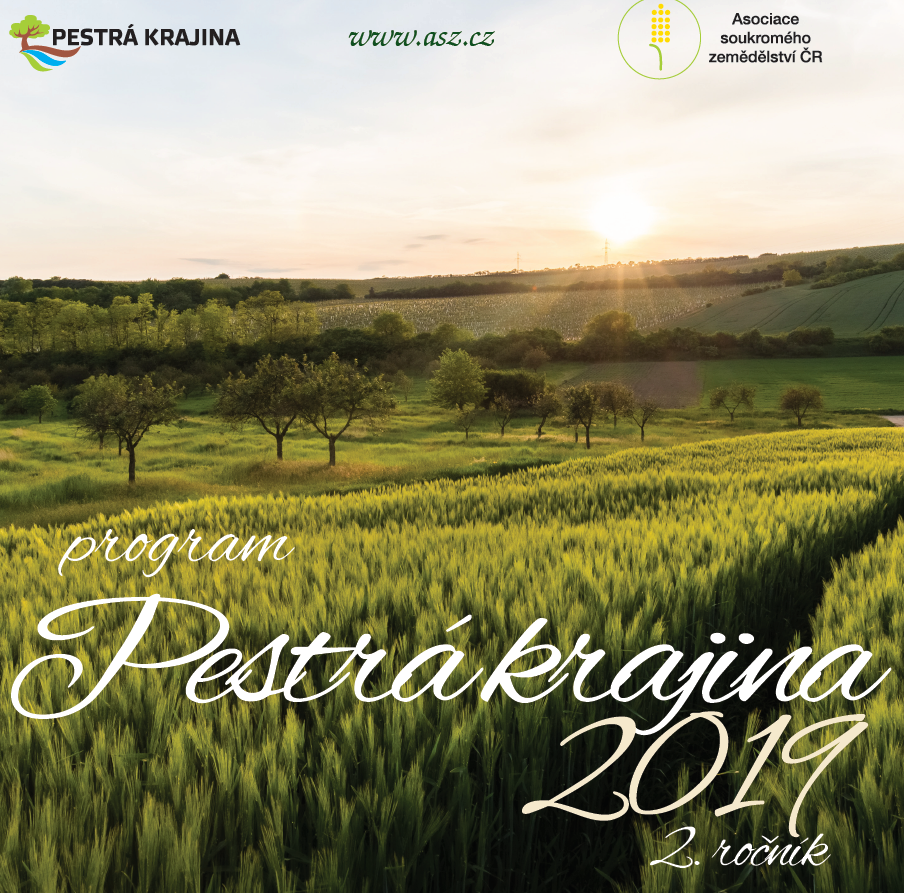 PESTRÁ KRAJINA
www.asz.cz
Asociace
soukromého
zemědělství ČR
program
Pestrá krajina
2019
2. ročník